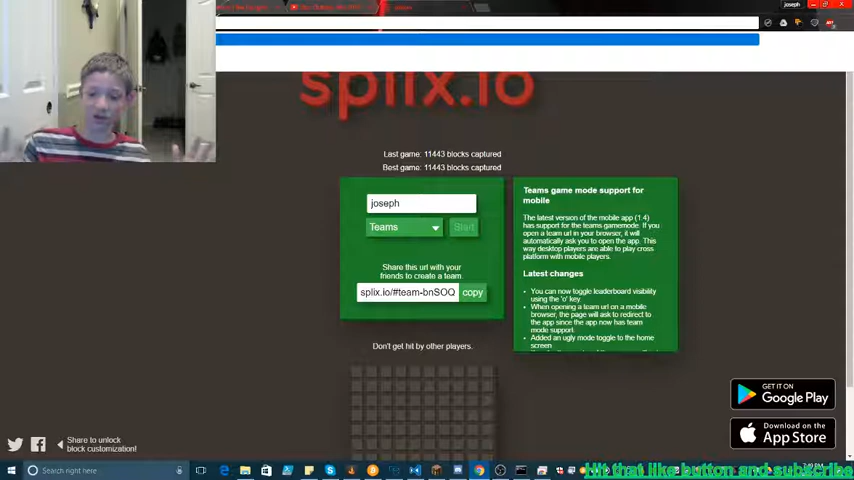 joseph
splix.io
Last game: 11443 blocks captured
Best game: 11443 blocks captured
joseph
Teams
Start
Share this url with your
friends to create a team.
splix.io/#team-bnSOQ
copy
Don't get hit by other players.
Teams game mode support for
mobile
The latest version of the mobile app (1.4)
has support for the teams gamemode. If you
open a team url in your browser, it will
automatically ask you to open the app. This
way desktop players are able to play cross
platform with mobile players.
Latest changes
You can now toggle leaderboard visibility
using the 'o' key
When opening a team url on a mobile
browser, the page will ask to redirect to
the app since the app now has team
mode support.
Added an ugly mode toggle to the home
screen
GET IT ON
Google Play
Download on the
App Store
Share to unlock
block customization!
Search right here
Hit that like button and subscribe